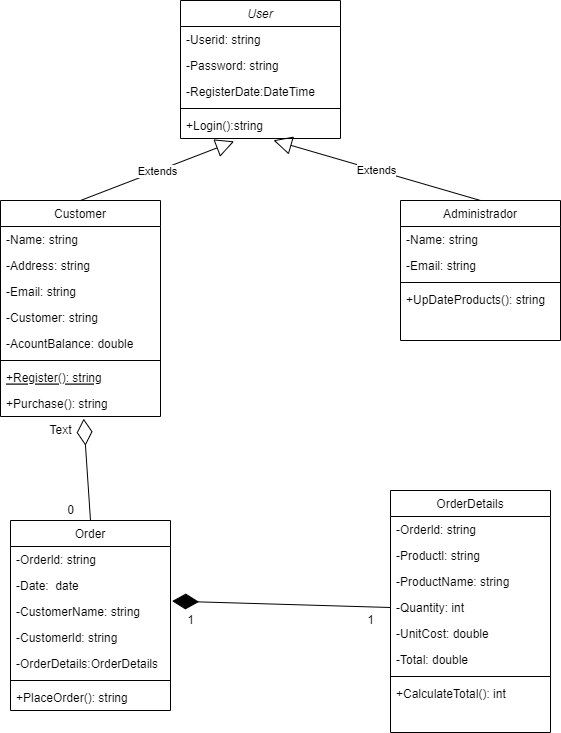 User
-Userid: string
-Password: string
-RegisterDate:DateTime
+Login():string
Extends
Extends
Customer
-Name: string
-Address: string
-Email: string
-Customer: string
-AcountBalance: double
+Register(): string
+Purchase(): string
Administrador
-Name: string
-Email: string
+UpDateProducts(): string
Text
0
Order
-OrderId: string
-Date:  date
-CustomerName: string
-CustomerId: string
-OrderDetails:OrderDetails
+PlaceOrder(): string
1
1
OrderDetails
-OrderId: string
-ProductI: string
-ProductName: string
-Quantity: int
-UnitCost: double
-Total: double
+CalculateTotal(): int